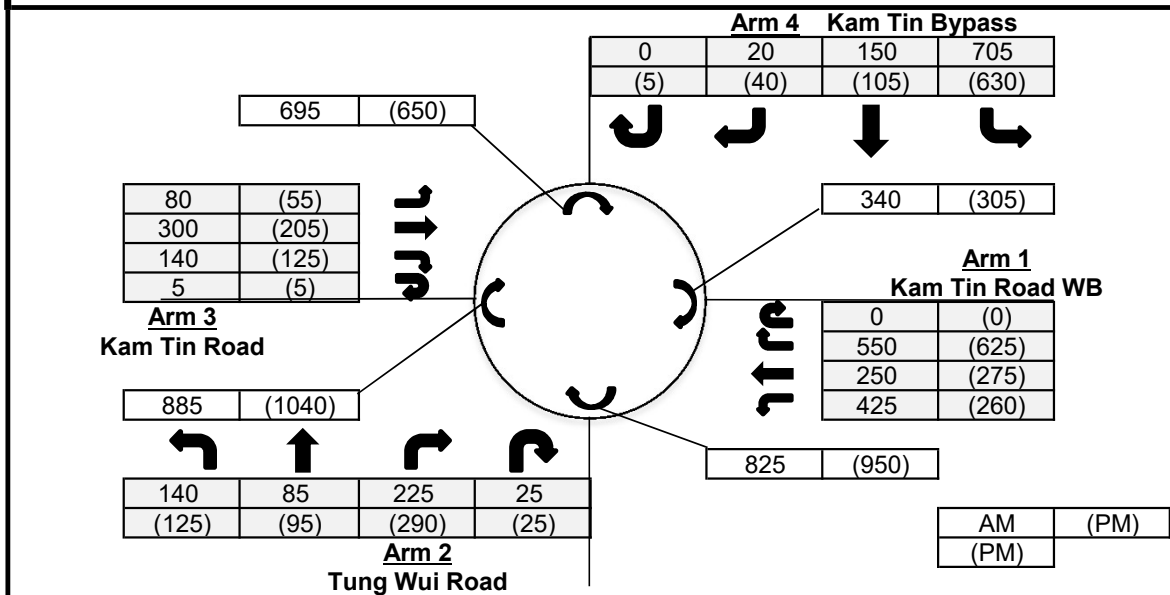 Arm 4 Kam Tin Bypass
0 20 150 705
(5) (40) (105) (630)
695 (650)
80 (55)
300 (205)
140 (125)
5 (5)
Arm 3
Kam Tin Road
340 (305)
Arm 1
Kam Tin Road WB
0 (0)
550 (625)
250 (275)
425 (260)
885 (1040)
825 (950)
140 85 225 25
(125) (95) (290) (25)
Arm 2
Tung Wui Road
AM (PM)
(PM)